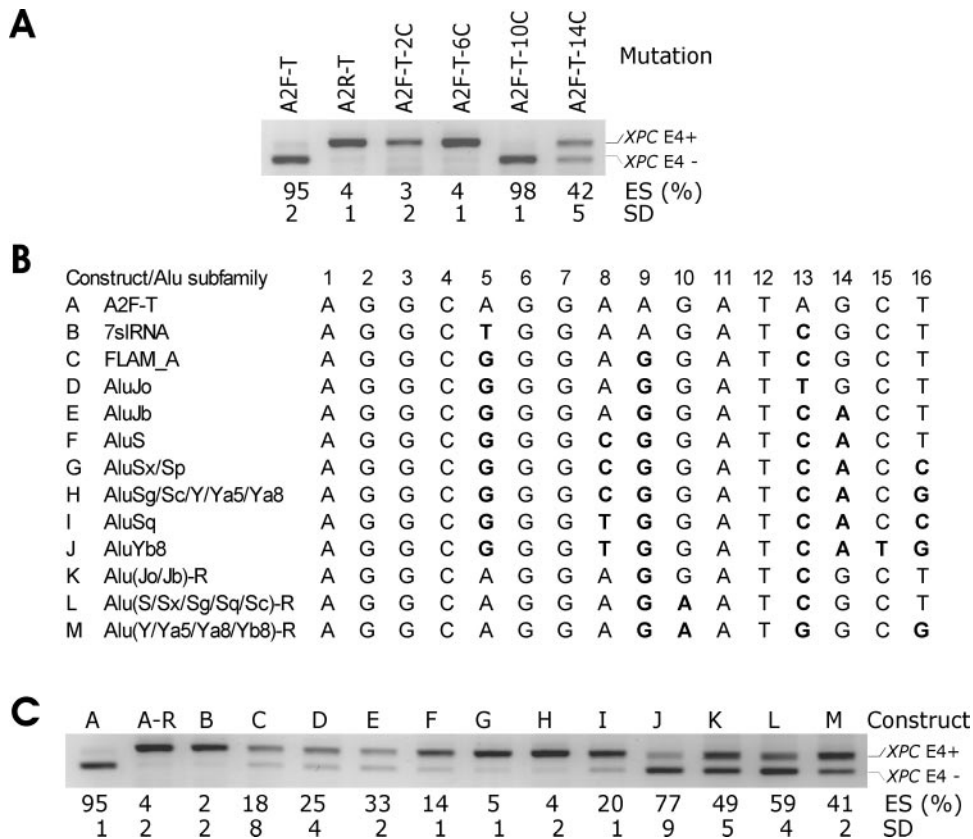 A
A2F-T A2R-T A2F-T-2C A2F-T-6C A2F-T-10C A2F-T-14C Mutation
XPC E4+
XPC E4 -
95 4 3 4 98 42 ES (%)
2 1 2 1 1 5 SD
B
Construct/Alu subfamily 1 2 3 4 5 6 7 8 9 10 11 12 13 14 15 16
A A2F-T A G G C A G G A A G A T A G C T
B 7slRNA A G G C T G G A A G A T C G C T
C FLAM_A A G G C G G G A G G A T C G C T
D AluJo A G G C G G G A G G A T T G C T
E AluJb A G G C G G G A G G A T C A C T
F AluS A G G C G G G C G G A T C A C T
G AluSx/Sp A G G C G G G C G G A T C A C C
H AluSg/Sc/Y/Ya5/Ya8 A G G C G G G C G G A T C A C G
I AluSq A G G C G G G T G G A T C A C C
J AluYb8 A G G C G G G T G G A T C A T G
K Alu(Jo/Jb)-R A G G C A G G A G G A T C G C T
L Alu(S/Sx/Sg/Sq/Sc)-R A G G C A G G A G A A T C G C T
M Alu(Y/Ya5/Ya8/Yb8)-R A G G C A G G A G A A T G G C G
C
A A-R B C D E F G H I J K L M Construct
XPC E4+
XPC E4 -
95 4 2 18 25 33 14 5 4 20 77 49 59 41 ES (%)
1 2 2 8 4 2 1 1 2 1 9 5 4 2 SD